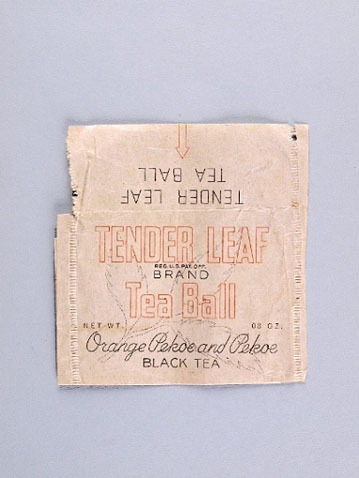 TENDER LEAF
TEA BALL
TENDER LEAF
REG. U.S. PAT. OFF.
BRAND
Tea Ball
NET WT. 08 OZ.
Orange Pekoe and Pekoe
BLACK TEA